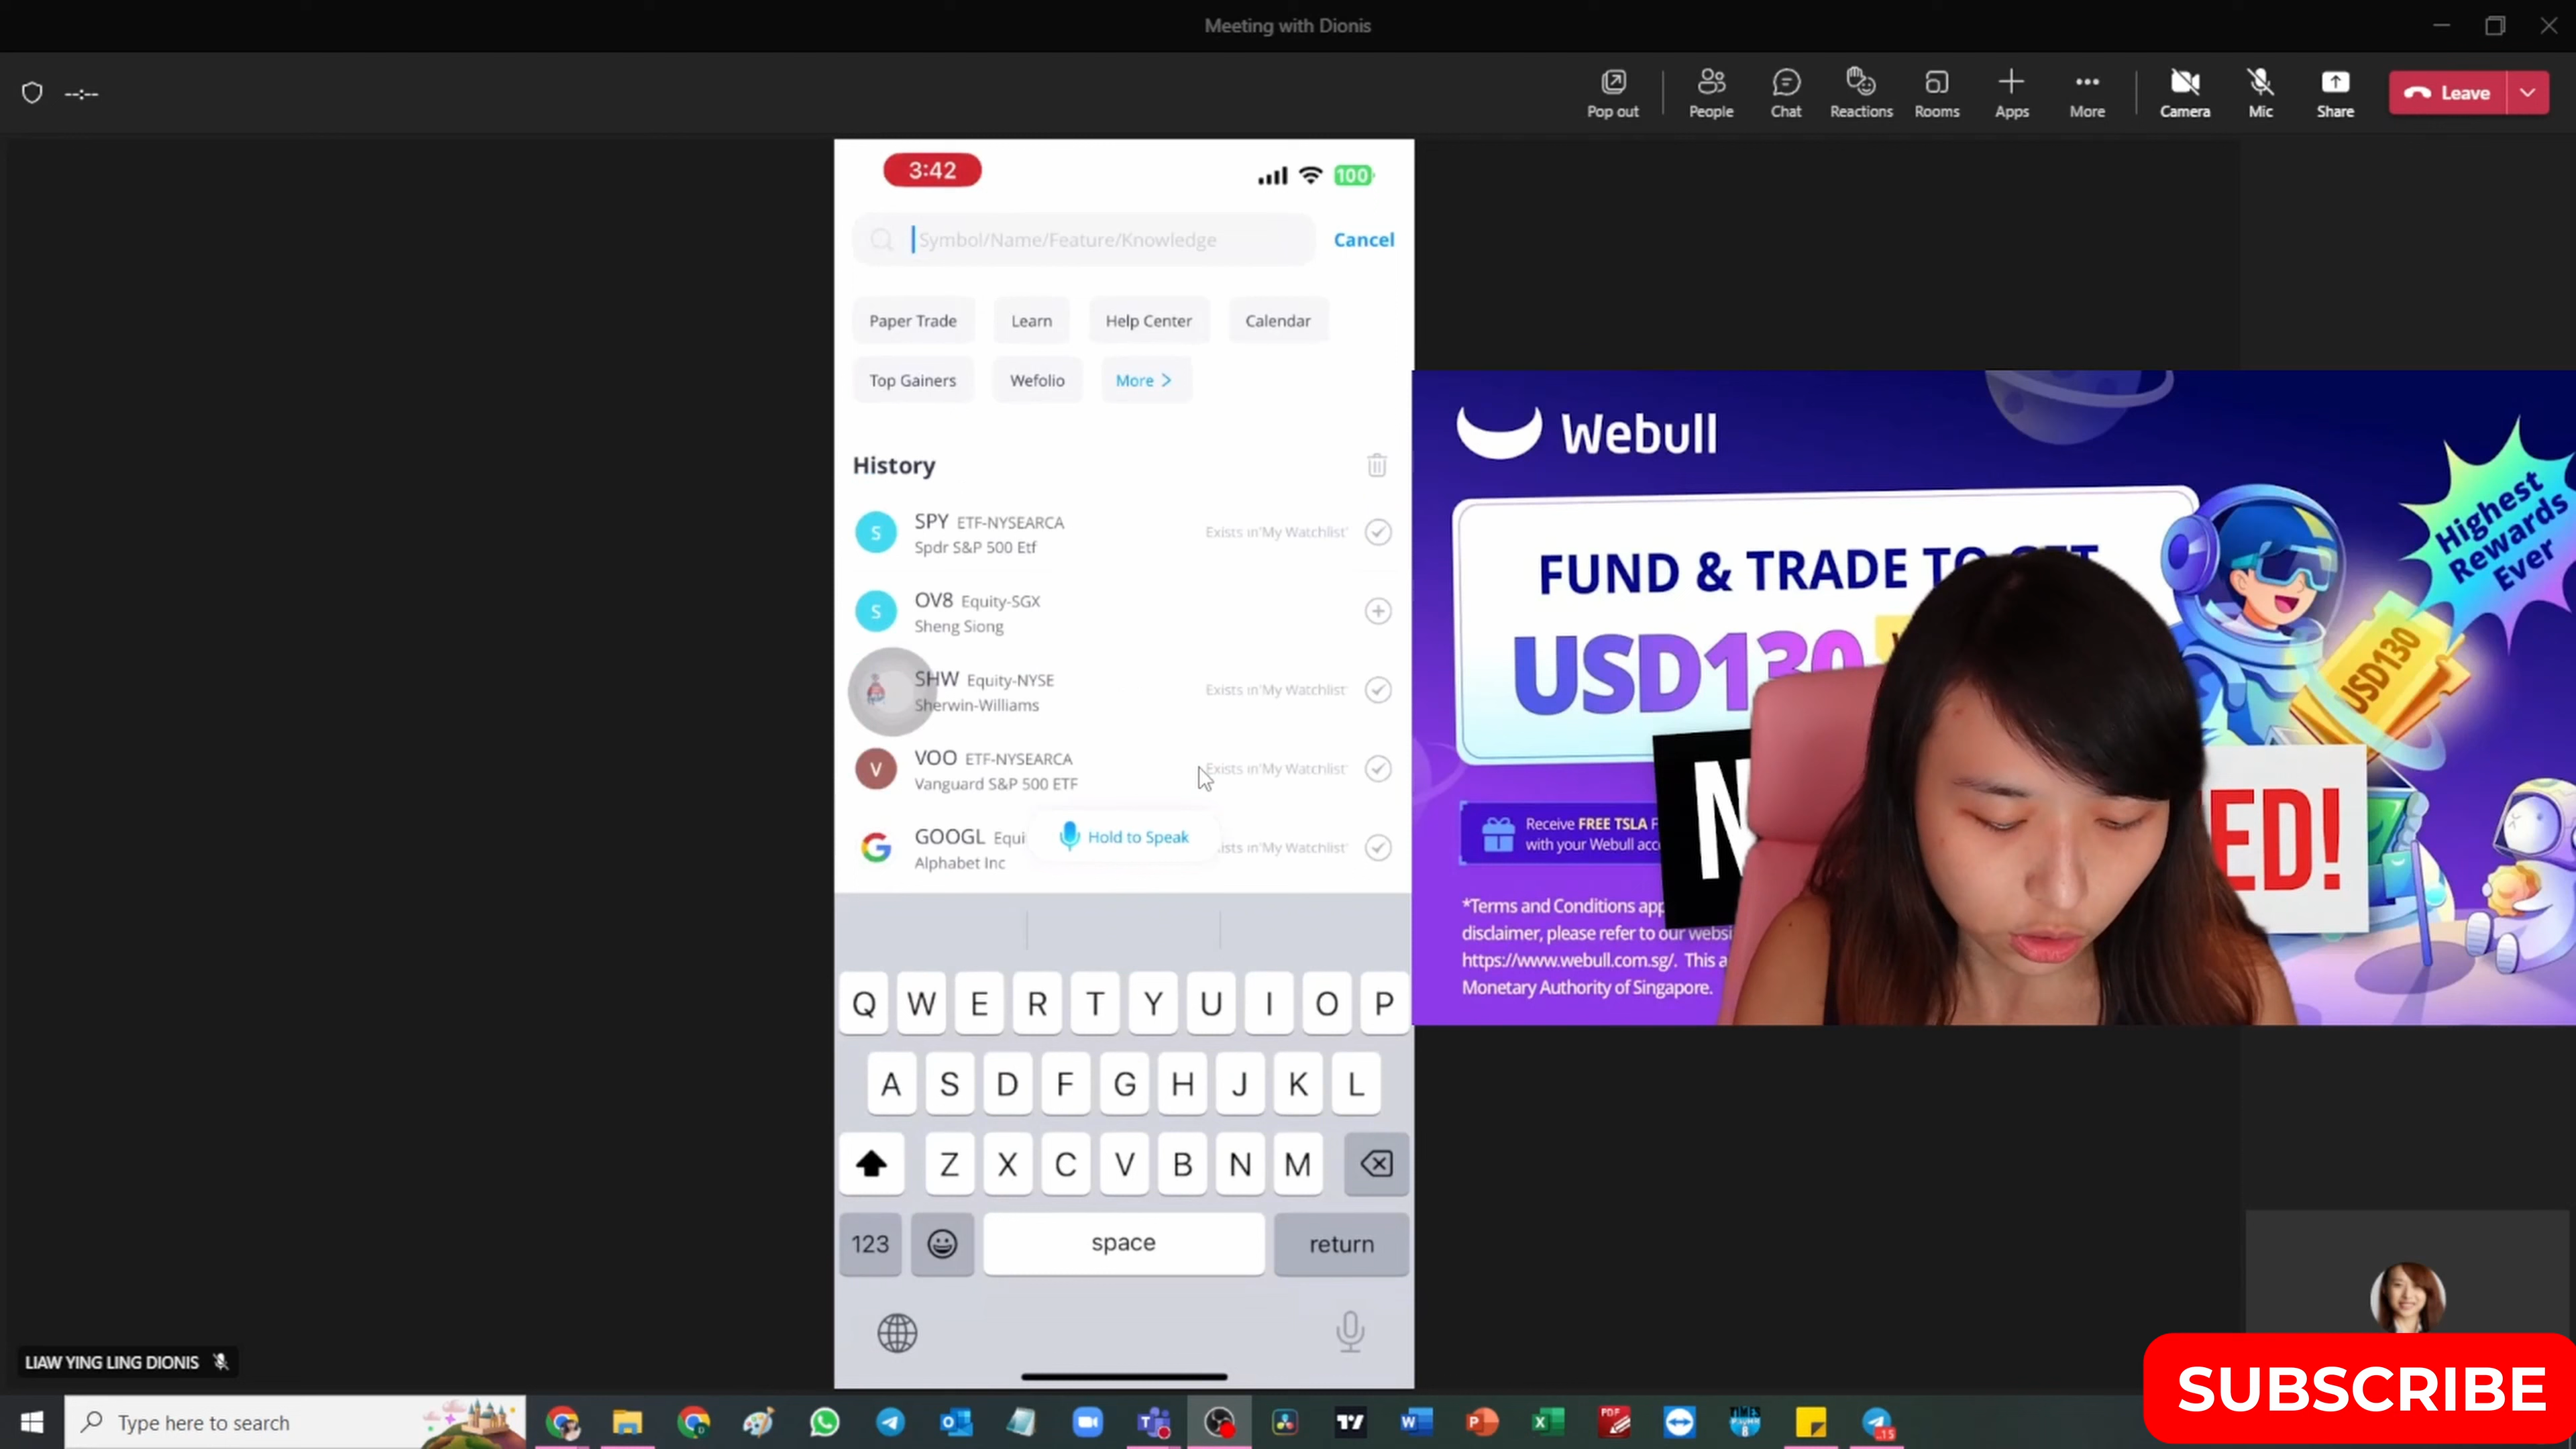 Meeting with Dionis
--:--
Pop out
People
Chat
Reactions
Rooms
Apps
More
Camera
Mic
Share
Leave
3:42
100
Symbol/Name/Feature/Knowledge
Cancel
Paper Trade
Learn
Help Center
Calendar
Top Gainers
Wefolio
More >
History
SPY ETF-NYSEARCA
Spdr S&P 500 Etf
Exists in'My Watchlist'
S
OV8 Equity-SGX
Sheng Siong
S
SHW Equity-NYSE
Sherwin-Williams
Exists in'My Watchlist'
VOO ETF-NYSEARCA
Vanguard S&P 500 ETF
Exists in'My Watchlist'
V
GOOGL
Alphabet Inc
Hold to Speak
My Watchlist'
Q W E R T Y U I O P
A S D F G H J K L
Z X C V B N M
123
space
return
Webull
FUND & TRADE
USD130
Highest
Rewards
Ever
USD130
Receive FREE TSLA
with your Webull
*Terms and Conditions
disclaimer, please refer to our
https://www.webull.com.sg/. This
Monetary Authority of Singapore.
LIAW YING LING DIONIS
SUBSCRIBE
Type here to search